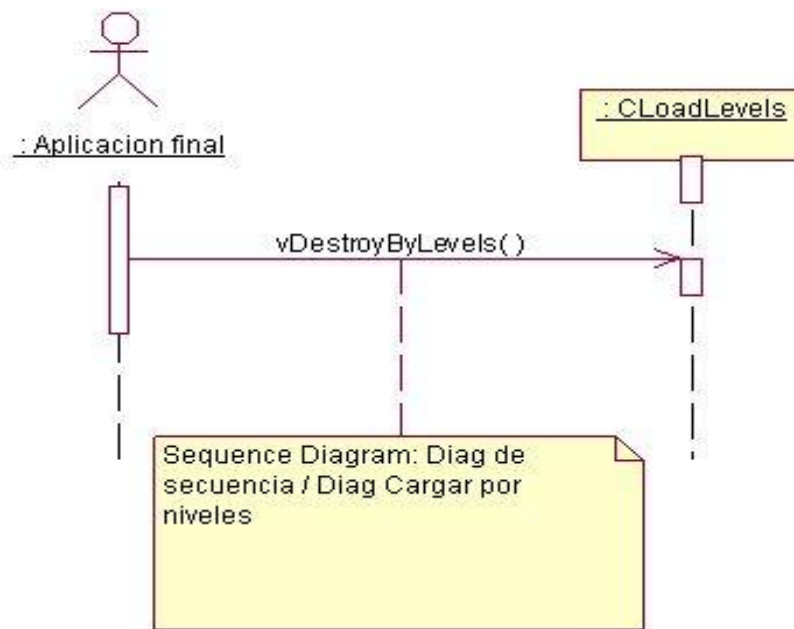 : CLoadLevels
: Aplicacion final
vDestroyByLevels( )
Sequence Diagram: Diag de
secuencia / Diag Cargar por
niveles